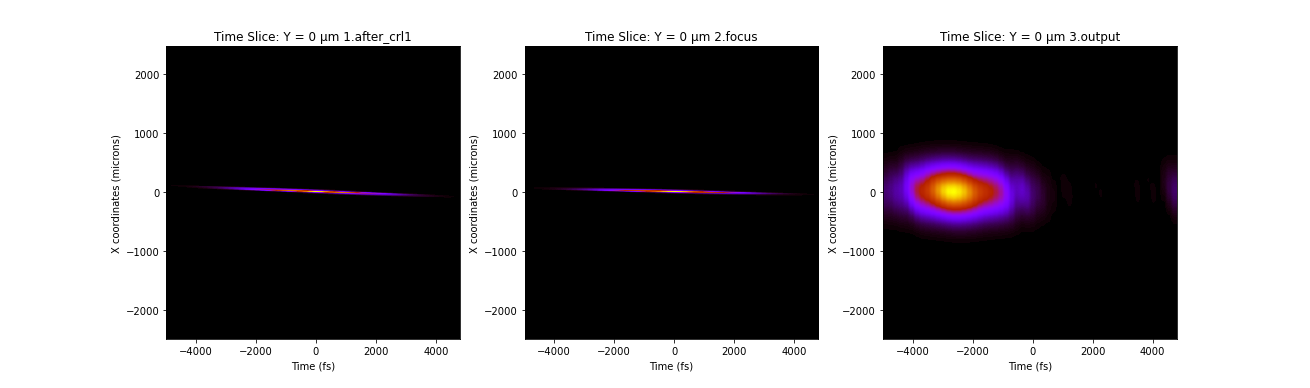 Time Slice: Y = 0 μm 1.after_crl1
2000
1000
0
−1000
−2000
X coordinates (microns)
−4000 −2000 0 2000 4000
Time (fs)
Time Slice: Y = 0 μm 2.focus
2000
1000
0
−1000
−2000
X coordinates (microns)
−4000 −2000 0 2000 4000
Time (fs)
Time Slice: Y = 0 μm 3.output
2000
1000
0
−1000
−2000
X coordinates (microns)
−4000 −2000 0 2000 4000
Time (fs)